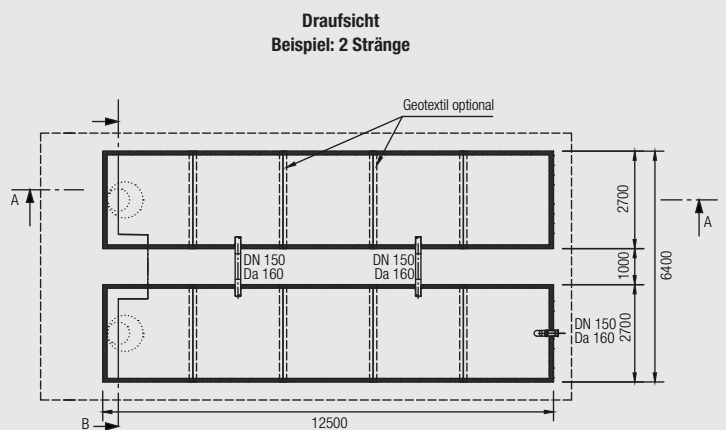 Draufsicht
Beispiel: 2 Stränge
Geotextil optional
A
A
2700
1000
6400
2700
DN 150
Da 160
DN 150
Da 160
DN 150
Da 160
B
12500